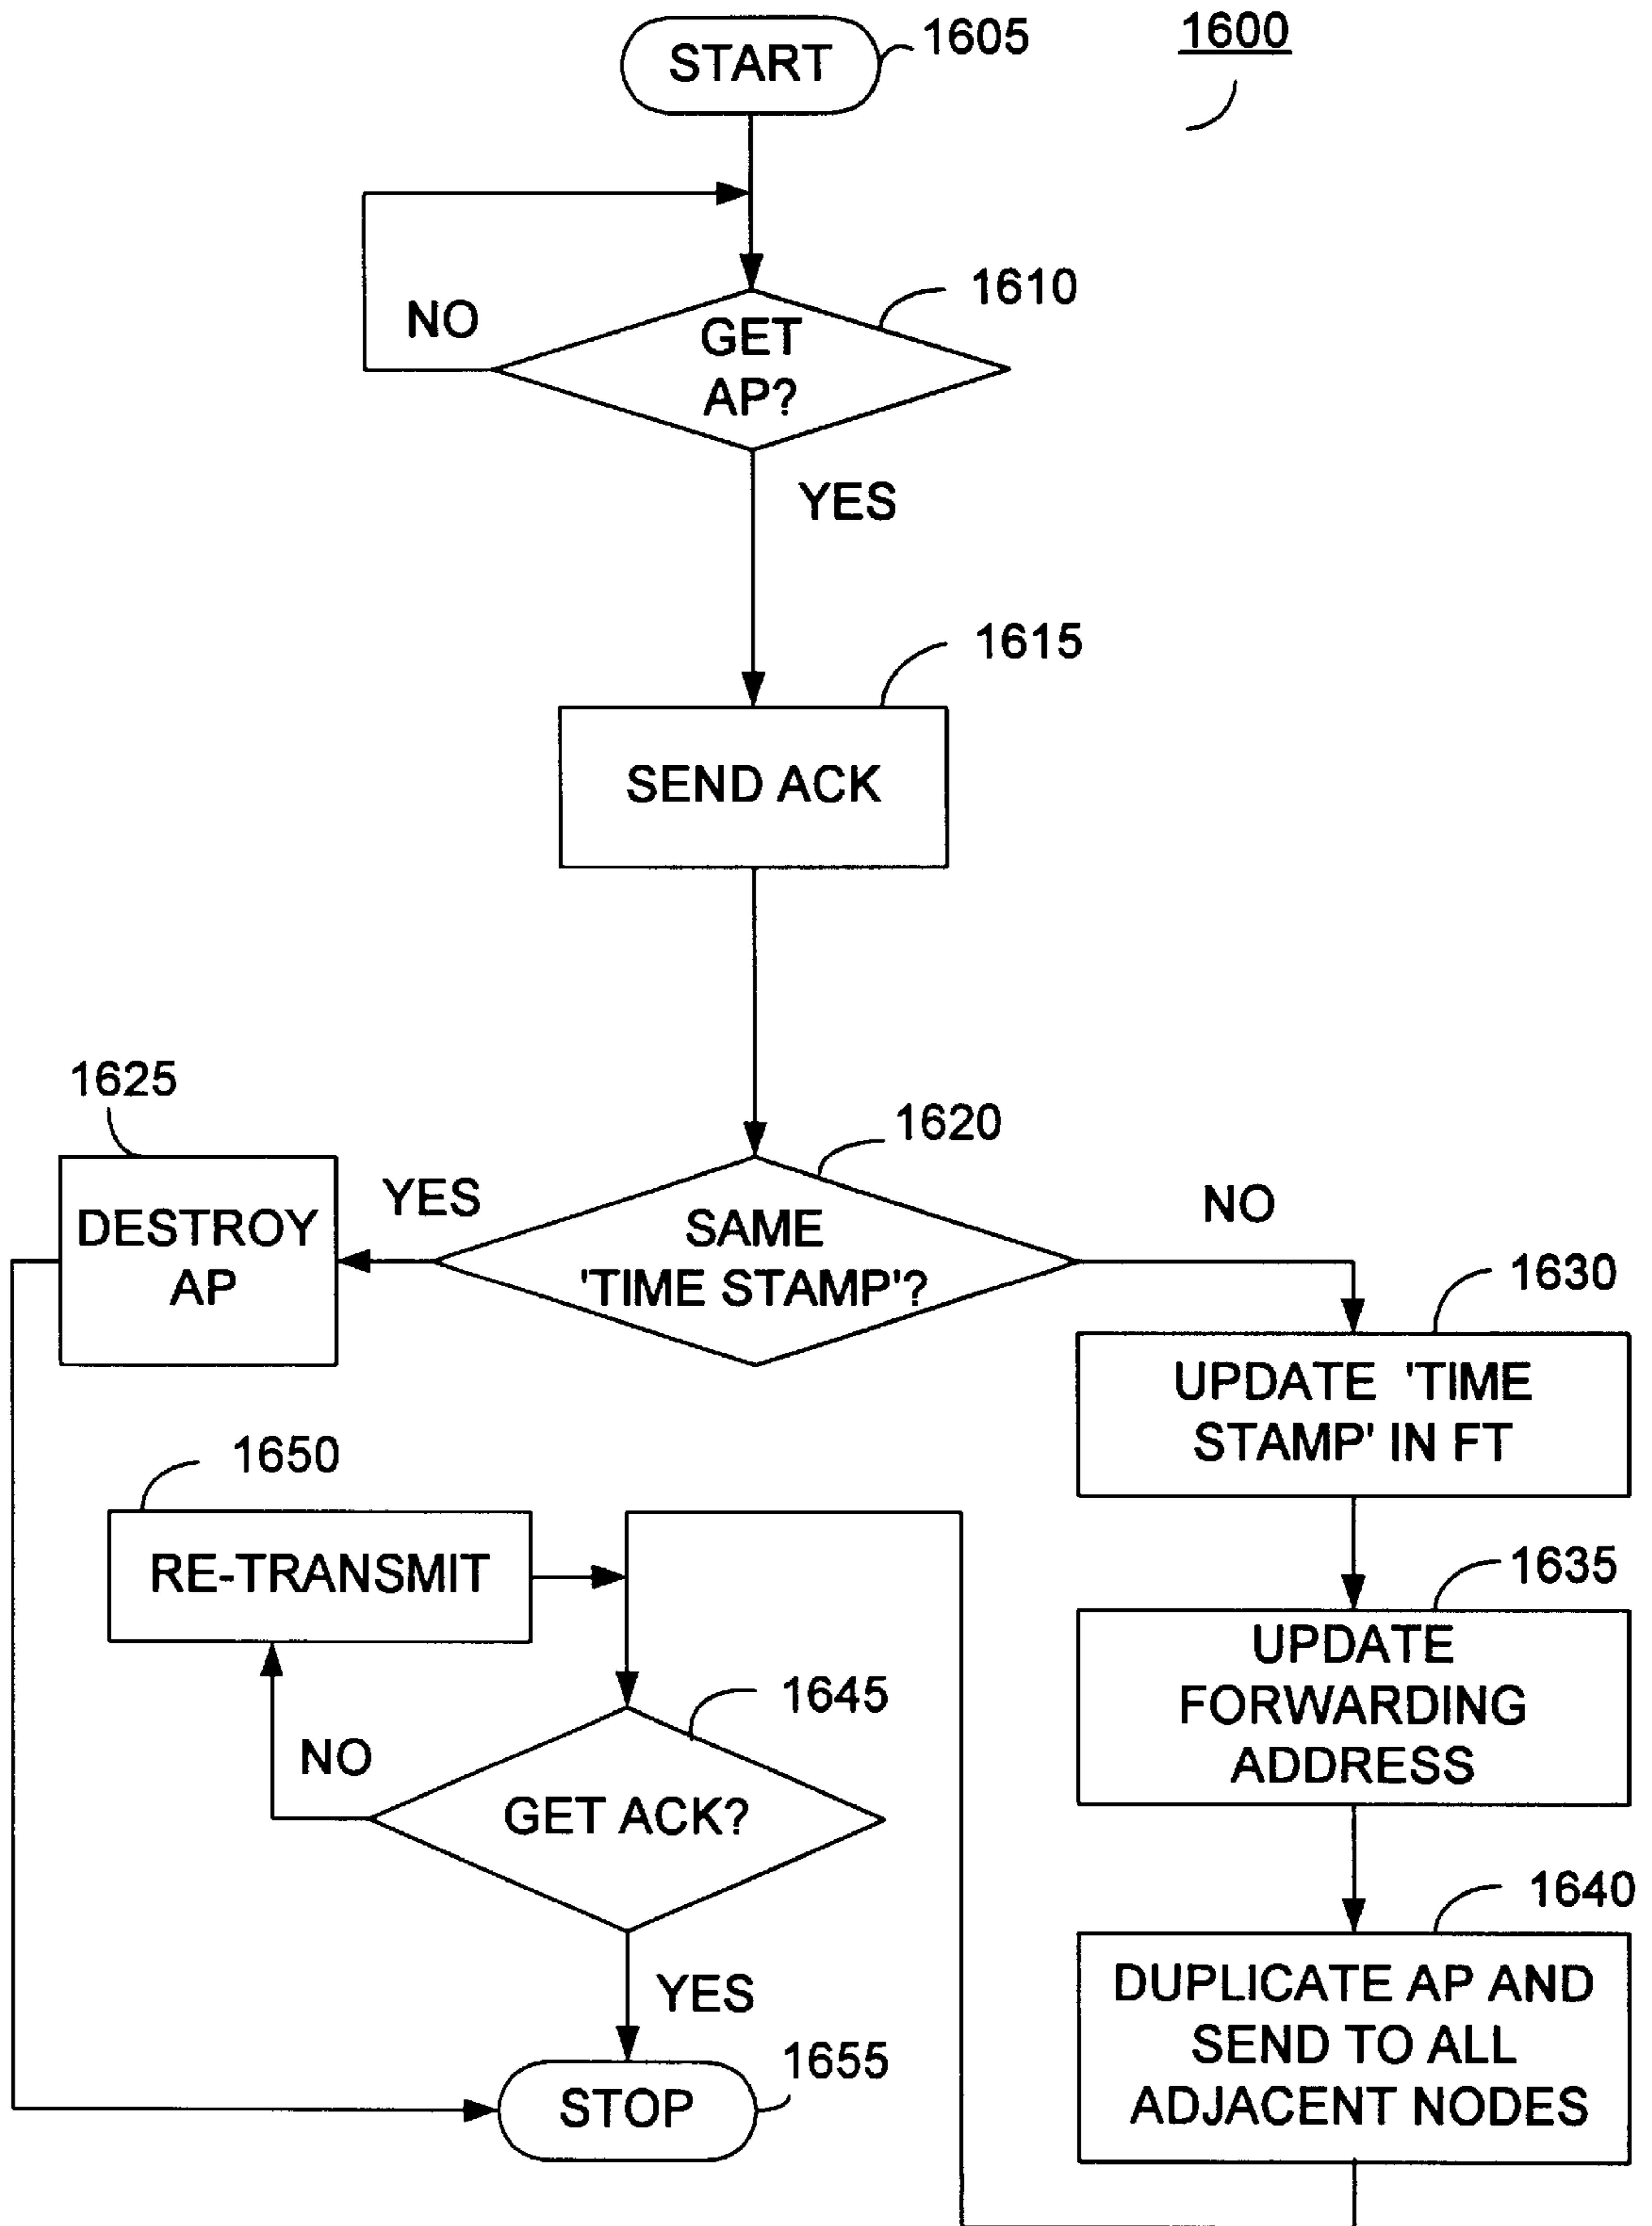 START
1605
1600
NO
GET
AP?
1610
YES
1615
SEND ACK
1625
1620
DESTROY
AP
YES
SAME
'TIME STAMP'?
NO
1630
UPDATE 'TIME
STAMP' IN FT
1650
RE-TRANSMIT
1635
UPDATE
FORWARDING
ADDRESS
1645
NO
GET ACK?
1640
DUPLICATE AP AND
SEND TO ALL
ADJACENT NODES
YES
1655
STOP